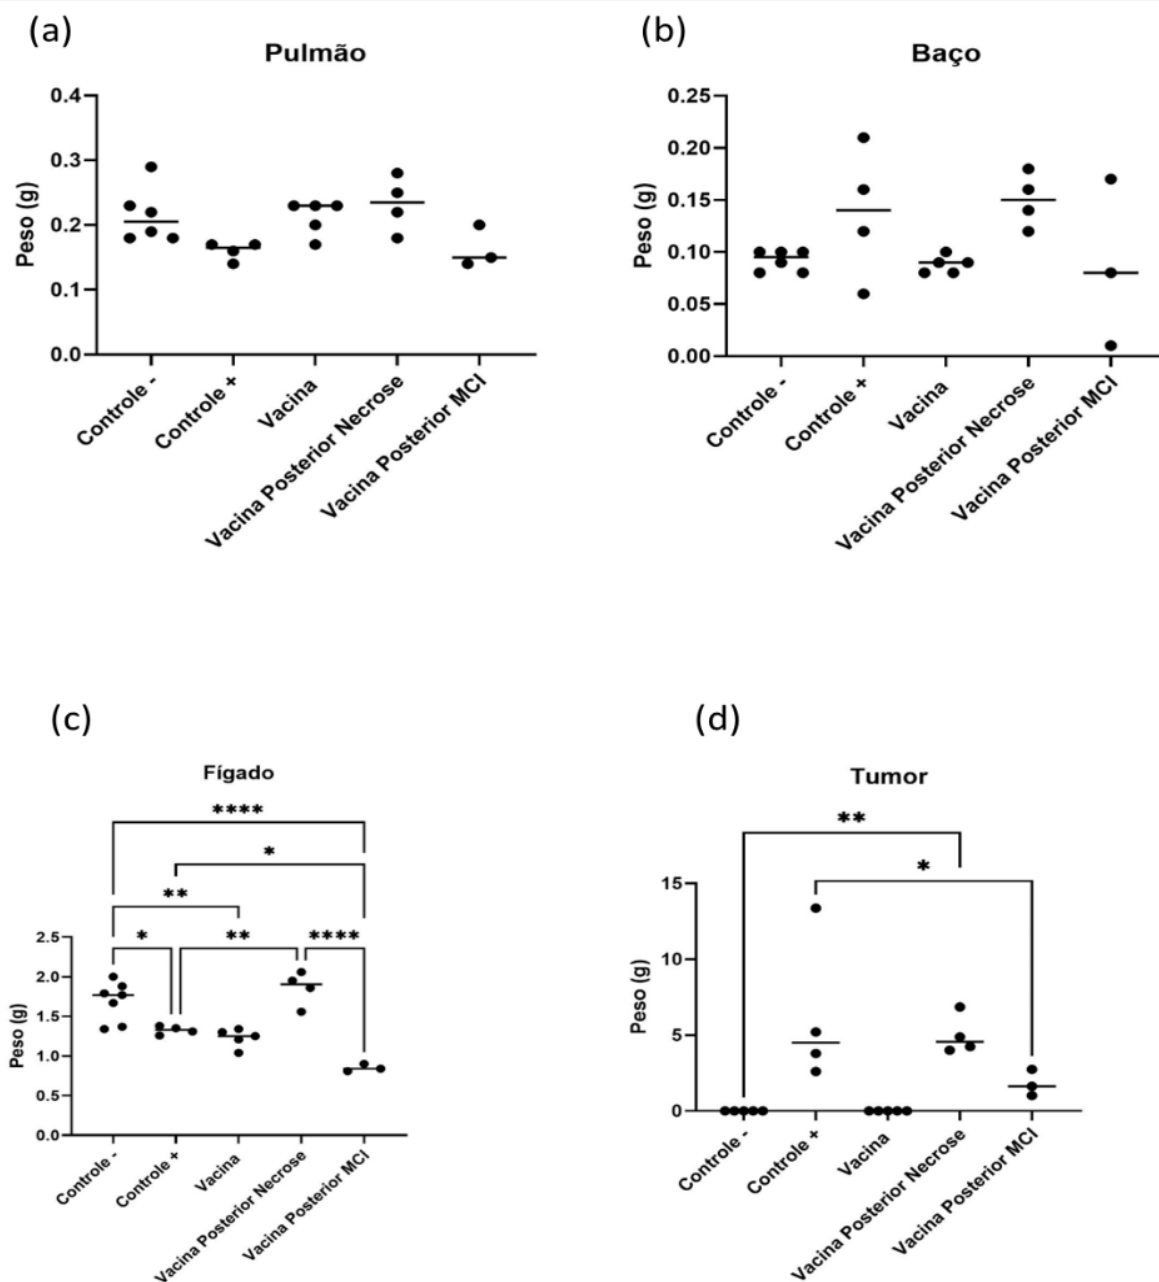 (a)
Pulmão
Peso (g)
0.4
0.3
0.2
0.1
0.0
Controle -
Controle +
Vacina
Vacina Posterior Necrose
Vacina Posterior MCI
(b)
Baço
Peso (g)
0.25
0.20
0.15
0.10
0.05
0.00
Controle -
Controle +
Vacina
Vacina Posterior Necrose
Vacina Posterior MCI
(c)
Fígado
****
*
**
* ** ****
Peso (g)
2.5
2.0
1.5
1.0
0.5
0.0
Controle -
Controle +
Vacina
Vacina Posterior Necrose
Vacina Posterior MCI
(d)
Tumor
**
*
Peso (g)
15
10
5
0
Controle -
Controle +
Vacina
Vacina Posterior Necrose
Vacina Posterior MCI